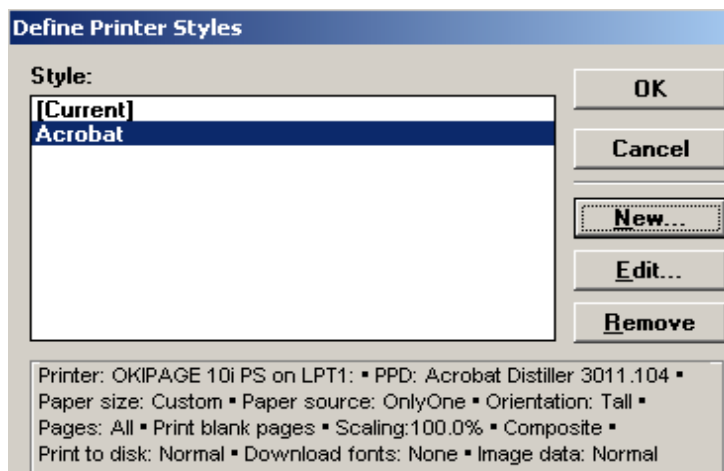 Define Printer Styles
Style:
[Current]
Acrobat
OK
Cancel
New...
Edit...
Remove
Printer: OKIPAGE 10i PS on LPT1: ▪ PPD: Acrobat Distiller 3011.104 ▪
Paper size: Custom ▪ Paper source: OnlyOne ▪ Orientation: Tall ▪
Pages: All ▪ Print blank pages ▪ Scaling:100.0% ▪ Composite ▪
Print to disk: Normal ▪ Download fonts: None ▪ Image data: Normal